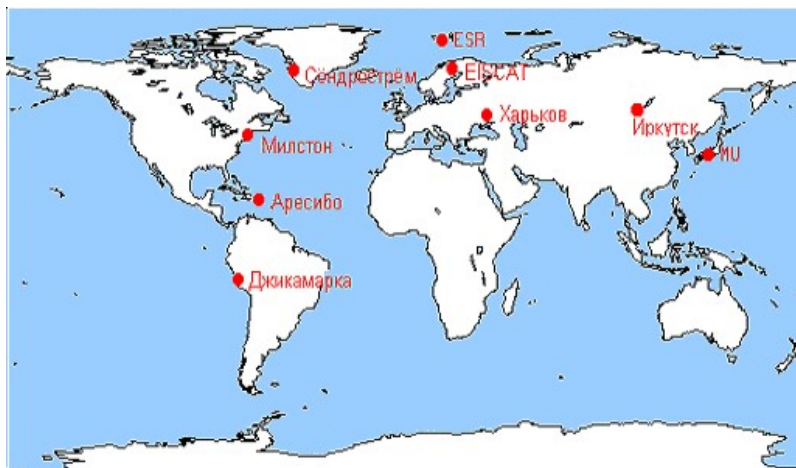 ESR
Сёндрестрём
EISCAT
Харьков
Иркутск
Милстон
MU
Аресибо
Джикамарка